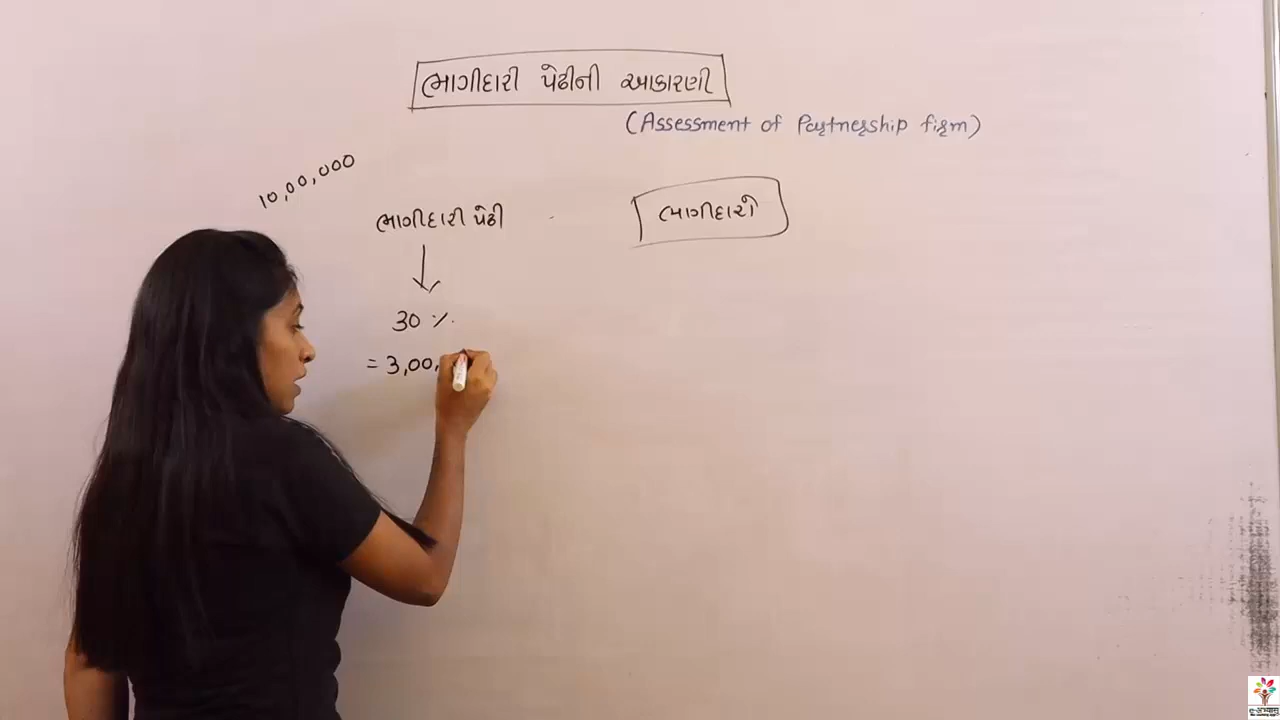 ભાગીદારી પેઢીની આકારણી
(Assessment of Partnership firm)
10,00,000
ભાગીદારી પેઢી
ભાગીદારો
30 %
= 3,00,